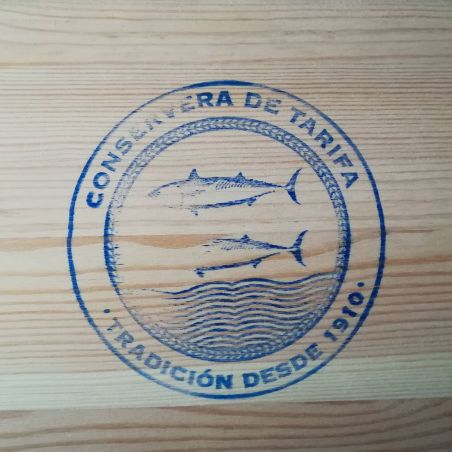 CONSERVERA DE TARIFA
·TRADICIÓN DESDE 1910·